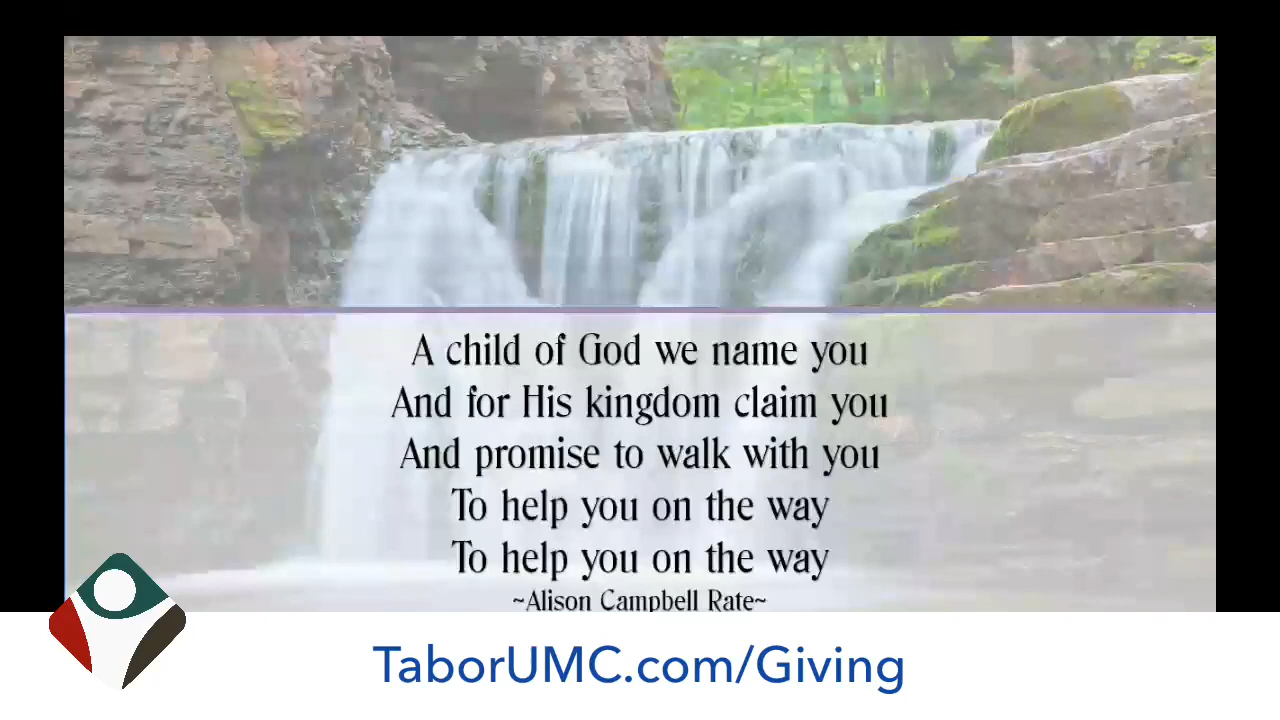 A child of God we name you
And for His kingdom claim you
And promise to walk with you
To help you on the way
To help you on the way
~Alison Campbell Rate~
TaborUMC.com/Giving